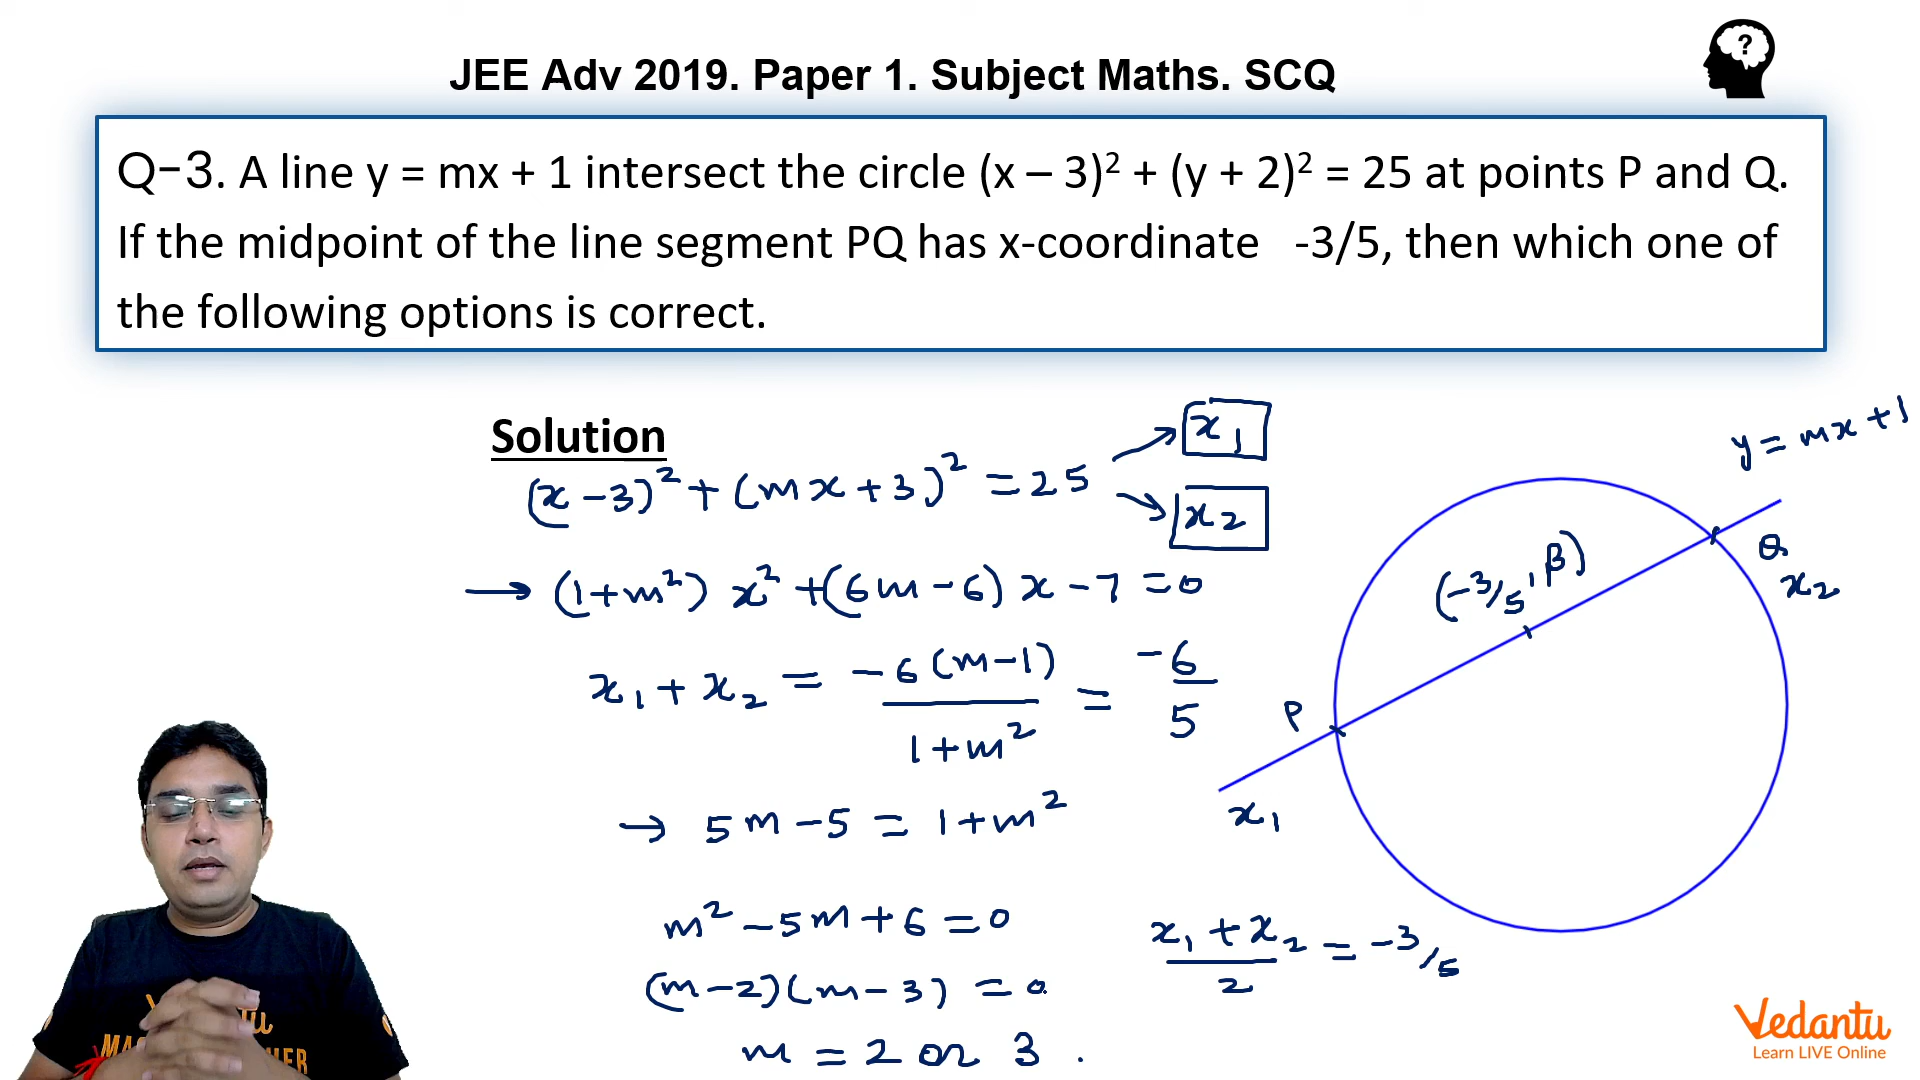 JEE Adv 2019. Paper 1. Subject Maths. SCQ
?
Q-3. A line y = mx + 1 intersect the circle (x – 3)² + (y + 2)² = 25 at points P and Q.
If the midpoint of the line segment PQ has x-coordinate -3/5, then which one of
the following options is correct.
Solution
(x-3)² + (mx+3)² = 25
x₁
x₂
→ (1+m²) x² + (6m-6) x - 7 = 0
x₁ + x₂ = -6(m-1)/1+m² = -6/5
→ 5m - 5 = 1+m²
m² - 5m + 6 = 0
(m-2)(m-3) = 0
m = 2 or 3 .
y = mx+1
(-3/5, β)
Q
x₂
P
x₁
x₁ + x₂/2 = -3/5
Vedantu
Learn LIVE Online